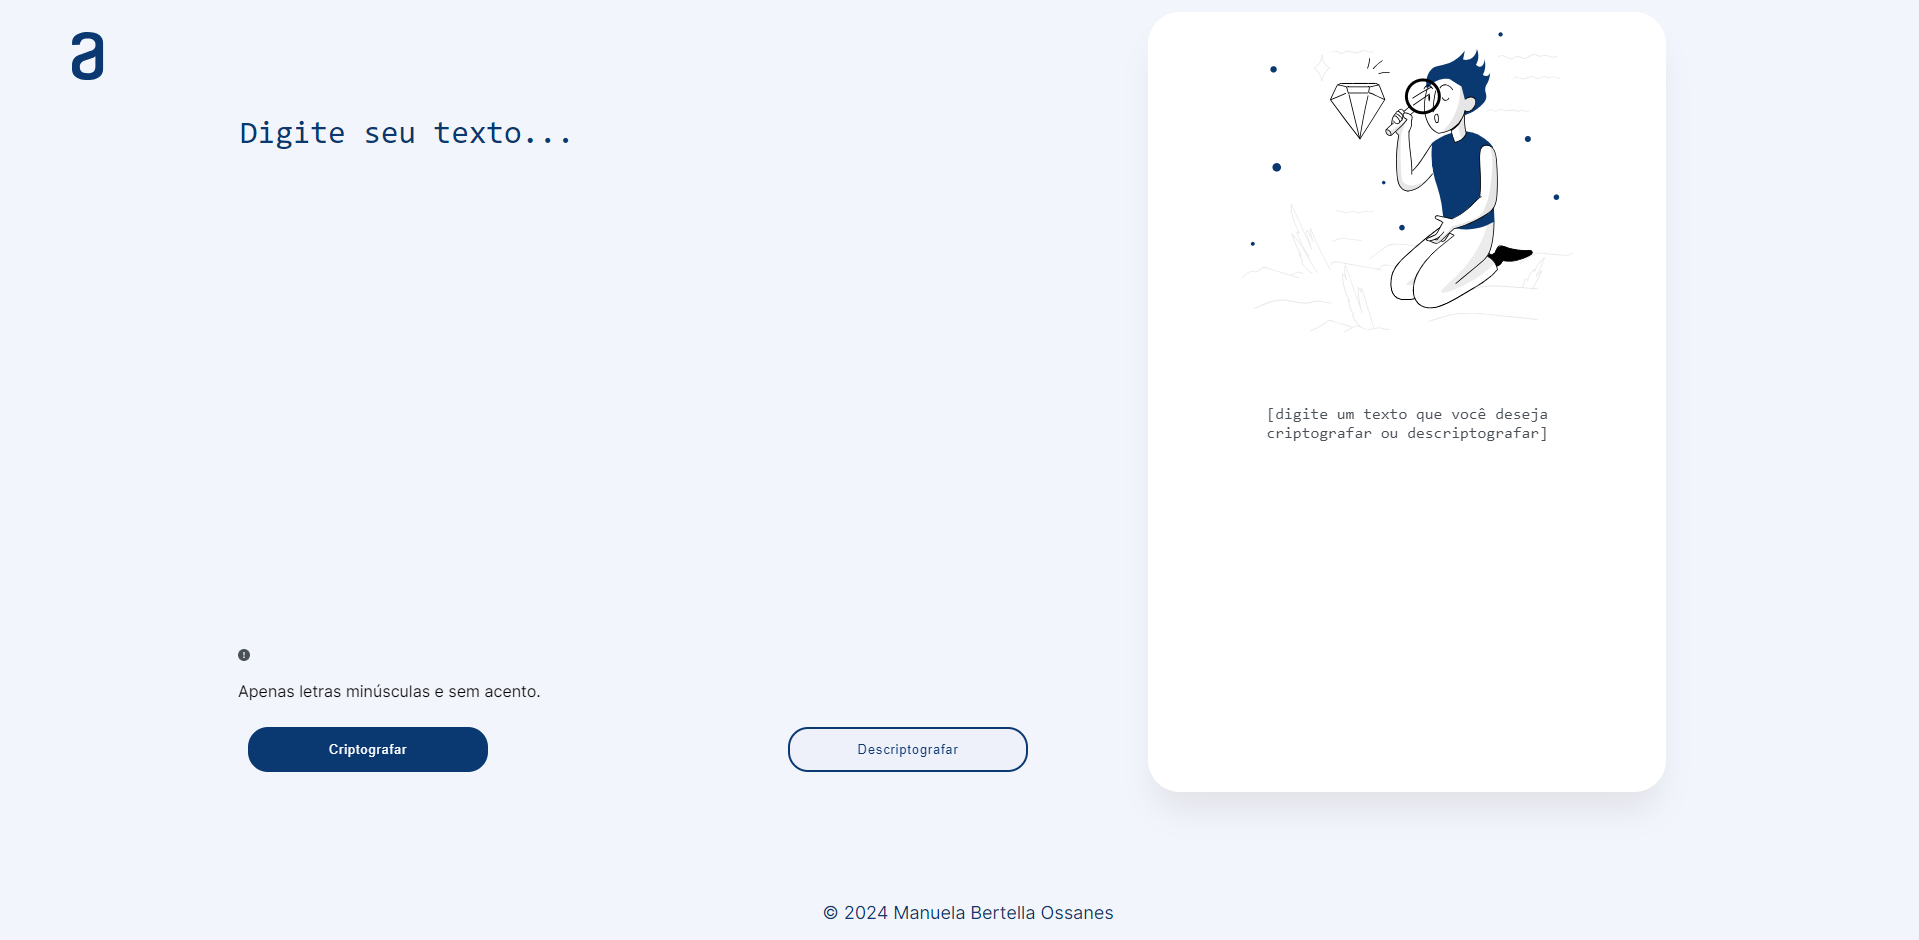 a
Digite seu texto...
[digite um texto que você deseja
criptografar ou descriptografar]
Apenas letras minúsculas e sem acento.
Criptografar
Descriptografar
© 2024 Manuela Bertella Ossanes